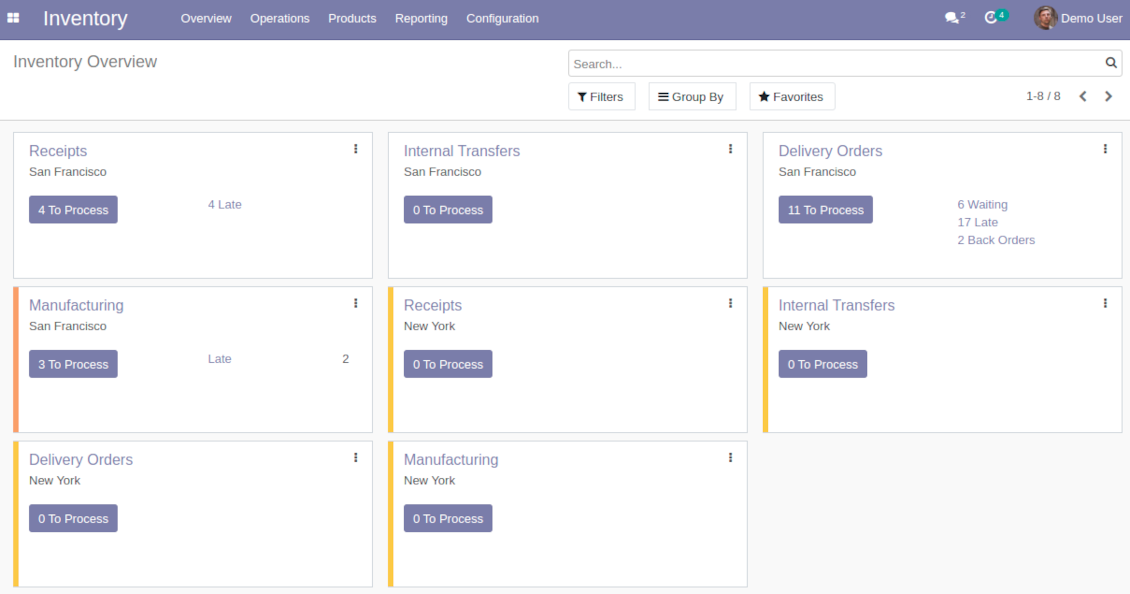 Inventory Overview Operations Products Reporting Configuration 2 4 Demo User
Inventory Overview
Search...
Filters Group By Favorites 1-8 / 8
Receipts
San Francisco
4 To Process 4 Late
Internal Transfers
San Francisco
0 To Process
Delivery Orders
San Francisco
11 To Process 6 Waiting
17 Late
2 Back Orders
Manufacturing
San Francisco
3 To Process Late 2
Receipts
New York
0 To Process
Internal Transfers
New York
0 To Process
Delivery Orders
New York
0 To Process
Manufacturing
New York
0 To Process